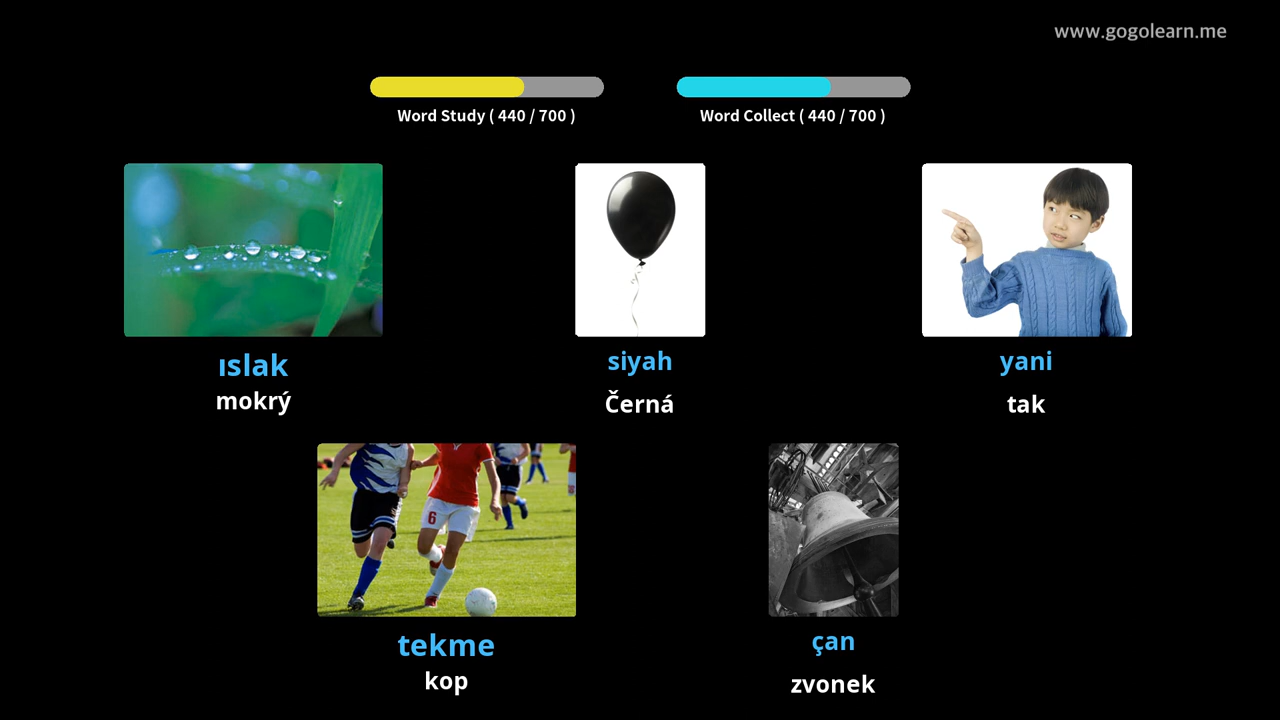 www.gogolearn.me
Word Study ( 440 / 700 )
Word Collect ( 440 / 700 )
ıslak
mokrý
siyah
Černá
yani
tak
6
tekme
kop
çan
zvonek